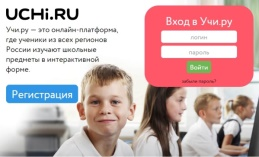 UCHi.RU
Учи.ру — это онлайн-платформа,
где ученики из всех регионов
России изучают школьные
предметы в интерактивной
форме.
Регистрация
Вход в Учи.ру
логин
пароль
Войти
забыли пароль?